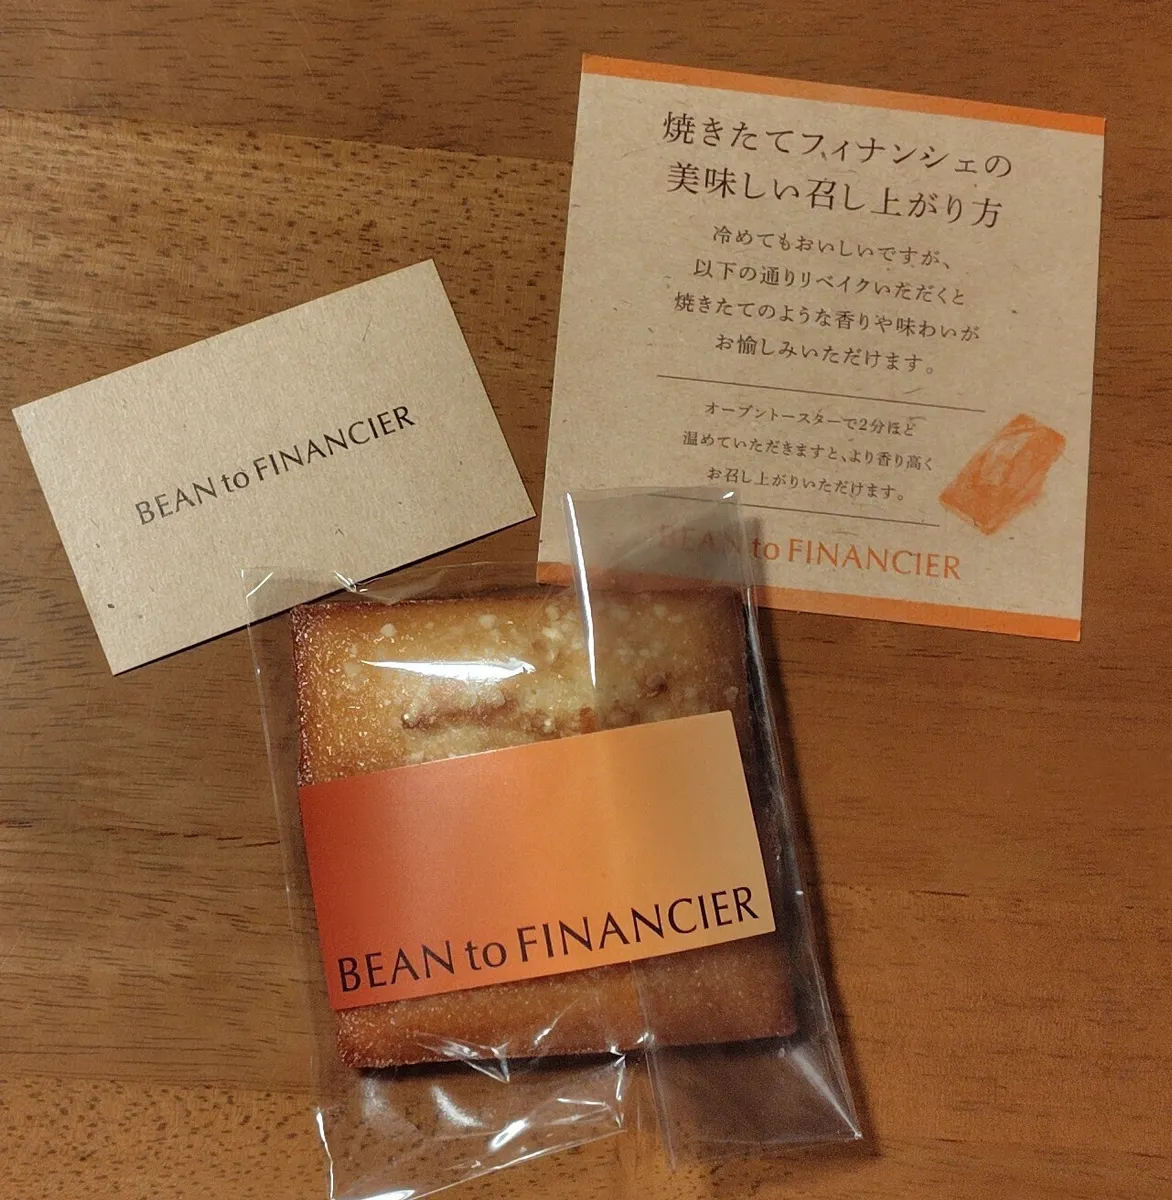 焼きたてフィナンシェの
美味しい召し上がり方
冷めてもおいしいですが、
以下の通りリベイクいただくと
焼きたてのような香りや味わいが
お愉しみいただけます。
オーブントースターで2分ほど
温めていただきますと、より香り高く
お召し上がりいただけます。
BEAN to FINANCIER
BEAN to FINANCIER
BEAN to FINANCIER